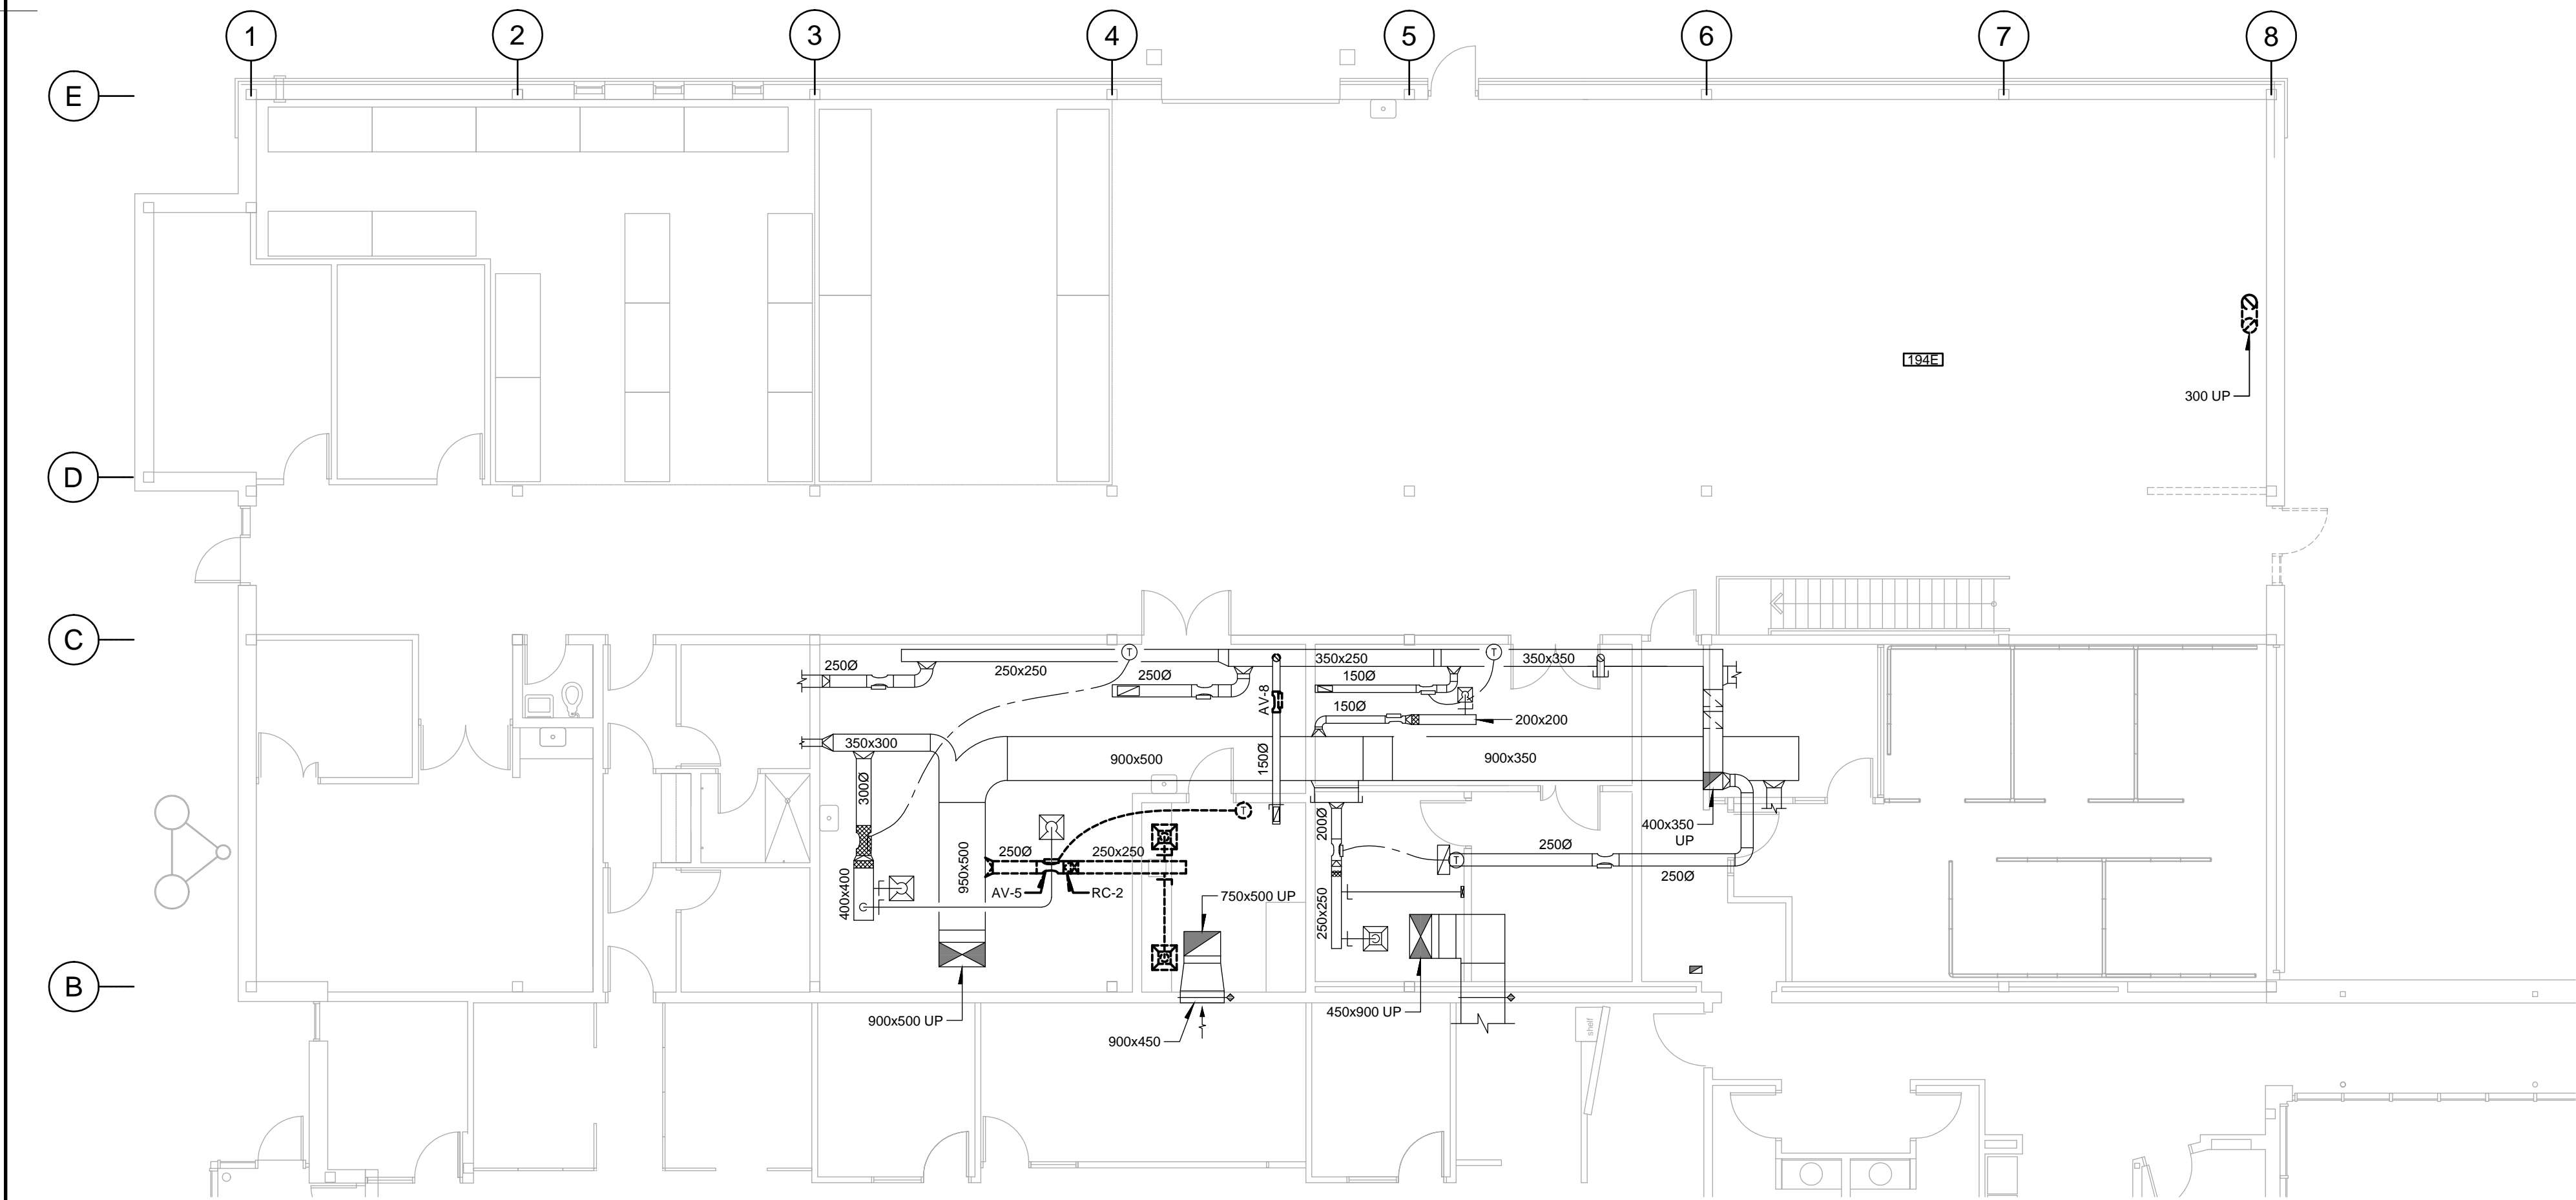 1
2
3
4
5
6
7
8
E
194E
300 UP
D
C
T
T
250Ø
250x250
250Ø
350x250
350x350
150Ø
AV-8
150Ø
200x200
350x300
900x500
150Ø
900x350
300Ø
T
400x350
UP
200Ø
250Ø
250x250
250Ø
T
250Ø
950x500
400x400
AV-5
RC-2
750x500 UP
250x250
B
900x500 UP
450x900 UP
900x450
shelf